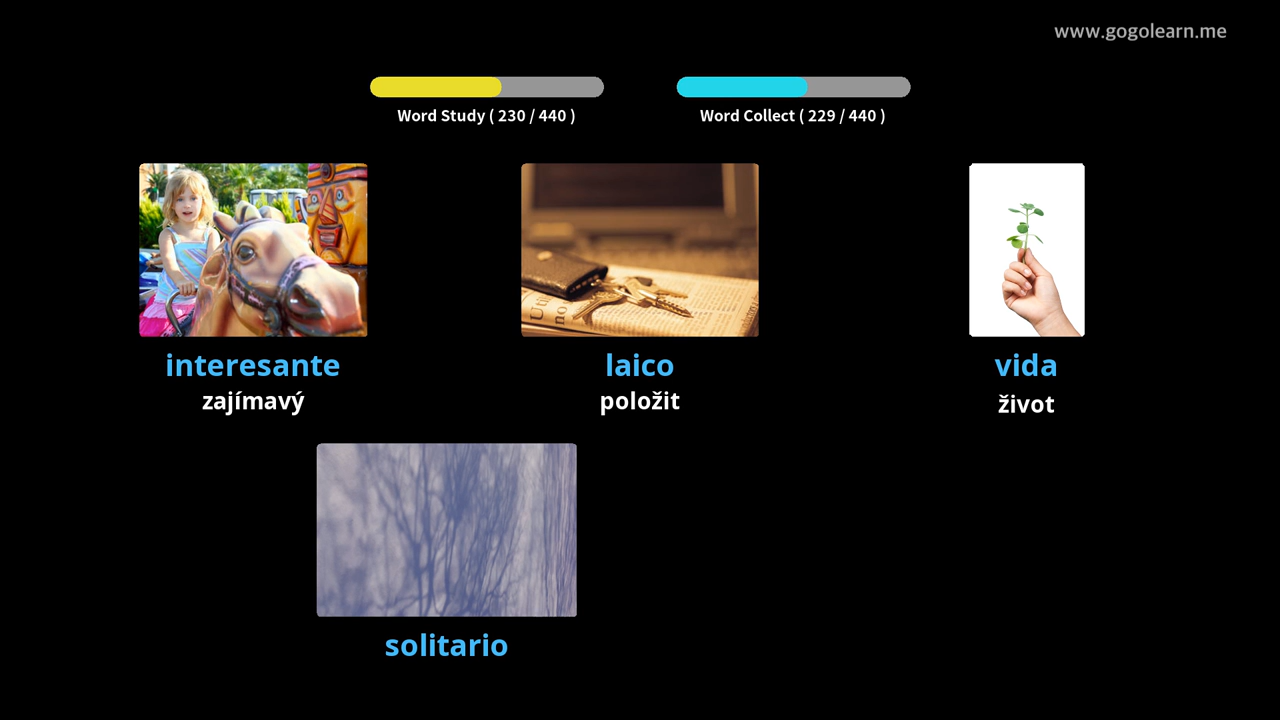 www.gogolearn.me
Word Study ( 230 / 440 )
Word Collect ( 229 / 440 )
interesante
zajímavý
laico
položit
vida
život
solitario